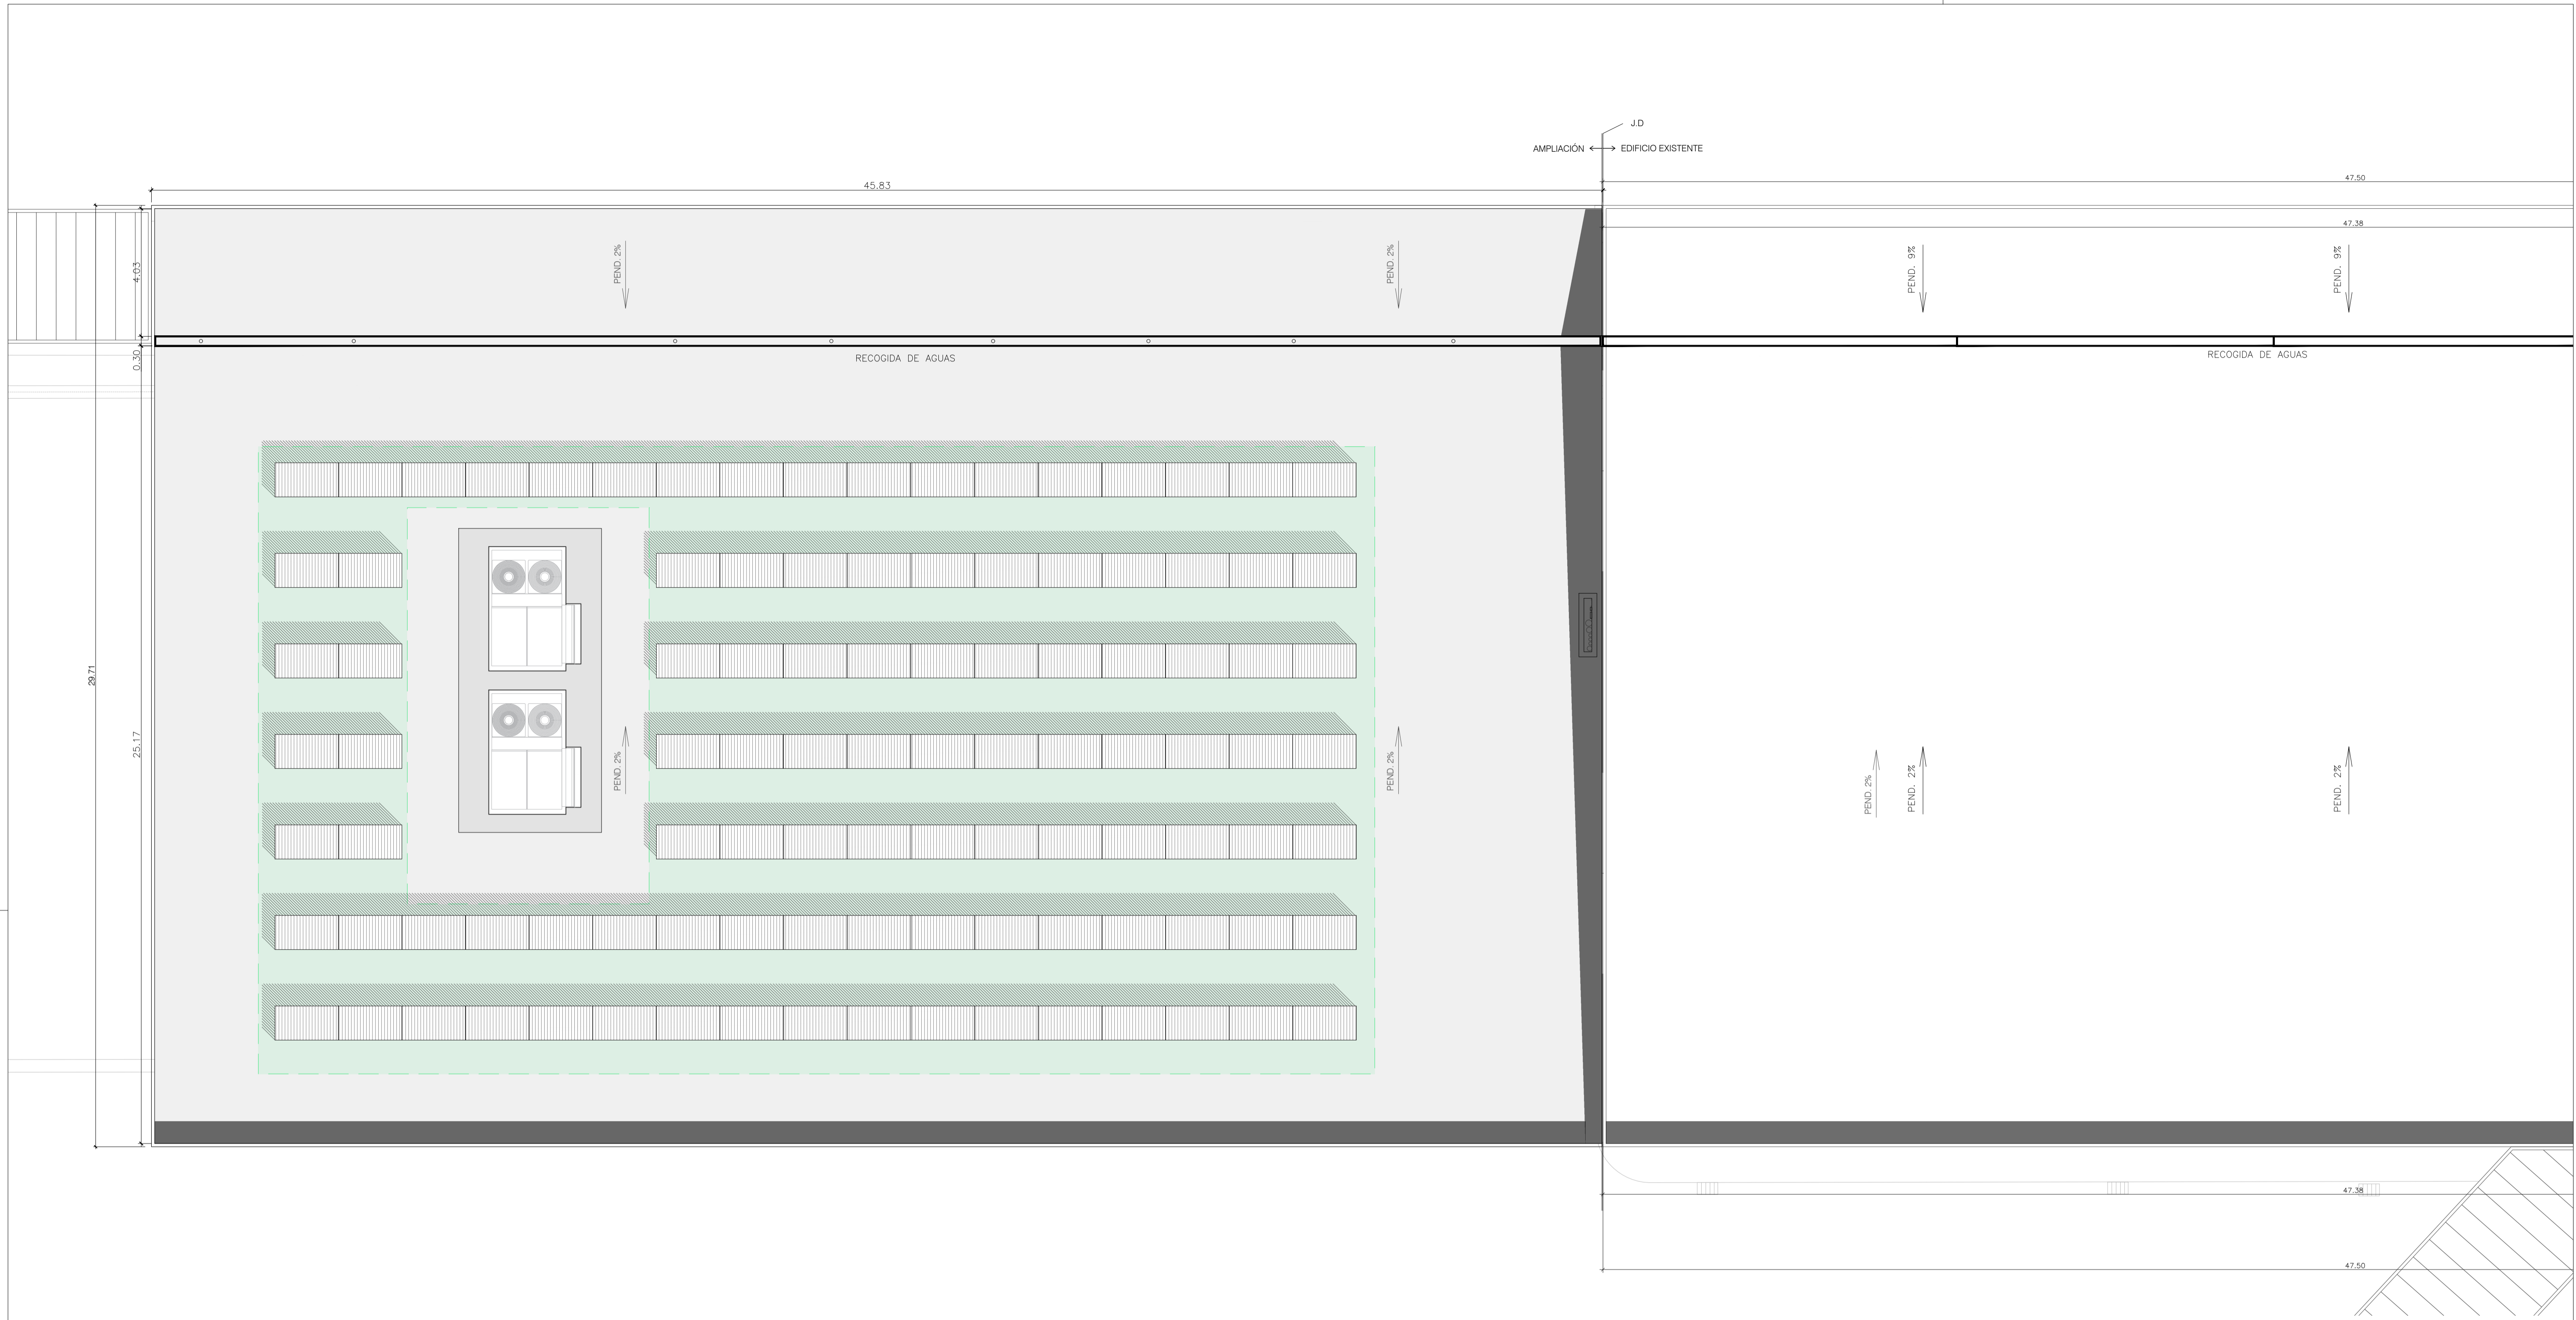 J.D
AMPLIACIÓN
EDIFICIO EXISTENTE
47.50
45.83
47.38
PEND. 2%
PEND. 2%
PEND. 9%
PEND. 9%
4.03
0.30
RECOGIDA DE AGUAS
RECOGIDA DE AGUAS
29.71
25.17
PEND. 2%
PEND. 2%
PEND. 2%
PEND. 2%
PEND. 2%
47.38
47.50